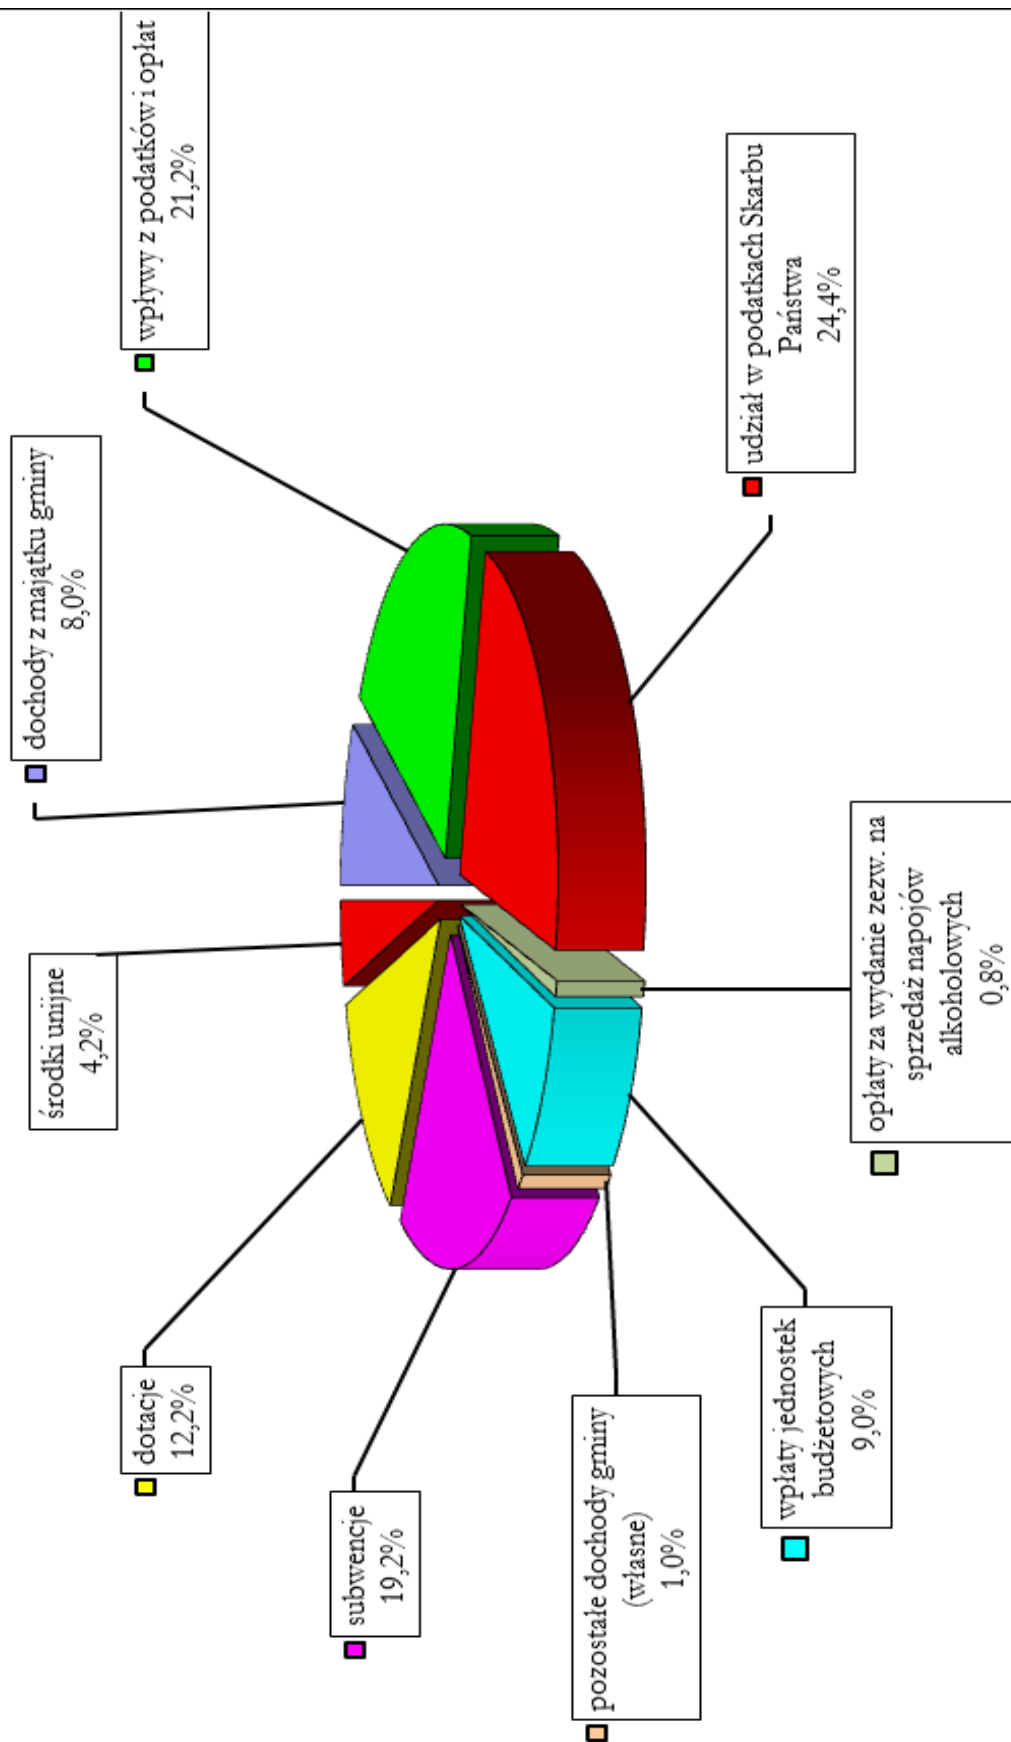 dochody z majątku gminy
8,0%
wpływy z podatków i opłat
21,2%
środki unijne
4,2%
dotacje
12,2%
subwencje
19,2%
udział w podatkach Skarbu
Państwa
24,4%
pozostałe dochody gminy
(własne)
1,0%
wpłaty jednostek
budżetowych
9,0%
opłaty za wydanie zezw. na
sprzedaż napojów
alkoholowych
0,8%